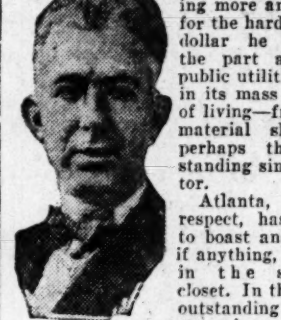 ing more an
for the hard
dollar he
the part a
public utilit
in its mass
of living—fr
material sl
perhaps th
standing sin
tor.
Atlanta,
respect, has
to boast an
if anything,
in the s
closet. In th
outstanding